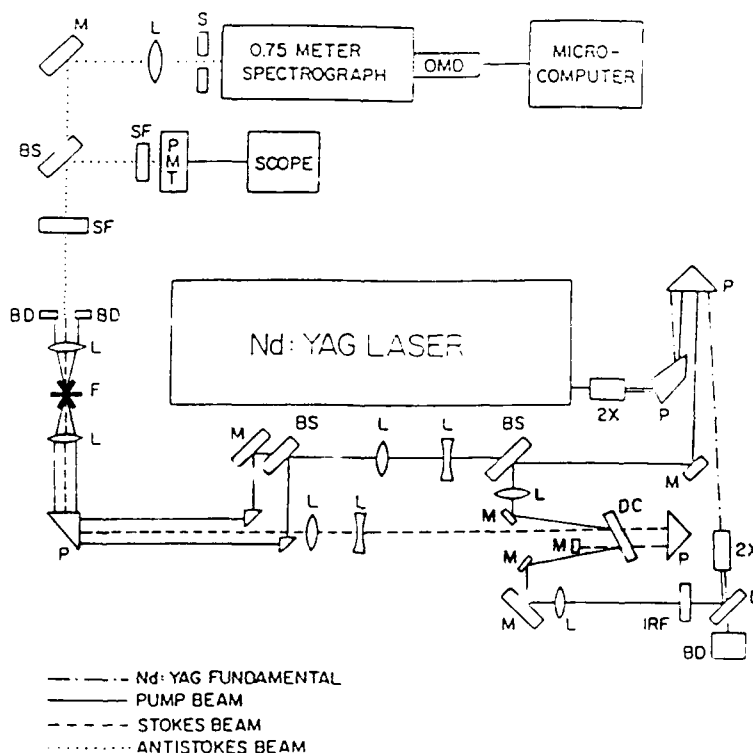 M
L
S
0.75 METER
SPECTROGRAPH
OMD
MICRO-
COMPUTER
BS
SF
PMT
SCOPE
SF
BD
BD
L
F
L
Nd:YAG LASER
P
2X
P
M
BS
L
L
BS
M
L
DC
P
L
L
M
M
P
2X
M
M
L
IRF
BD
Nd:YAG FUNDAMENTAL
PUMP BEAM
STOKES BEAM
ANTISTOKES BEAM